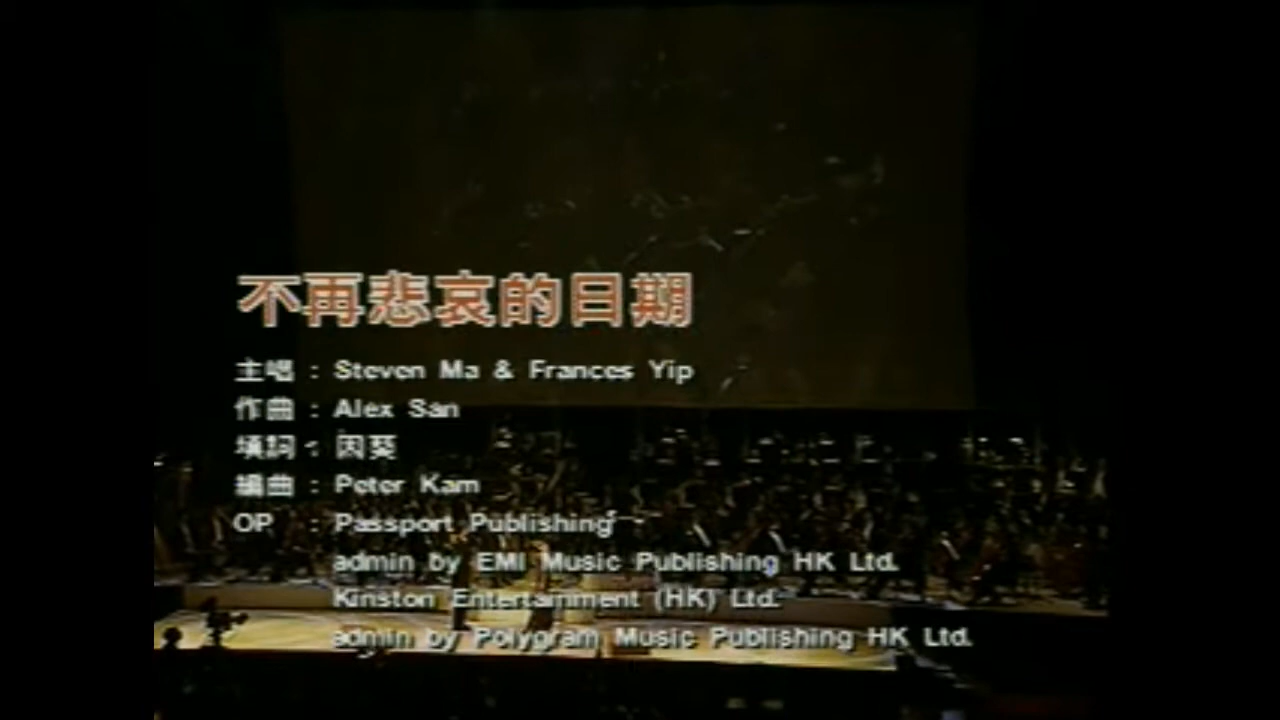 不再悲哀的日期
主唱 : Steven Ma & Frances Yip
作曲 : Alex San
填詞 : 因葵
編曲 : Peter Kam
OP : Passport Publishing
admin by EMI Music Publishing HK Ltd.
Kinston Entertainment (HK) Ltd.
admin by Polygram Music Publishing HK Ltd.